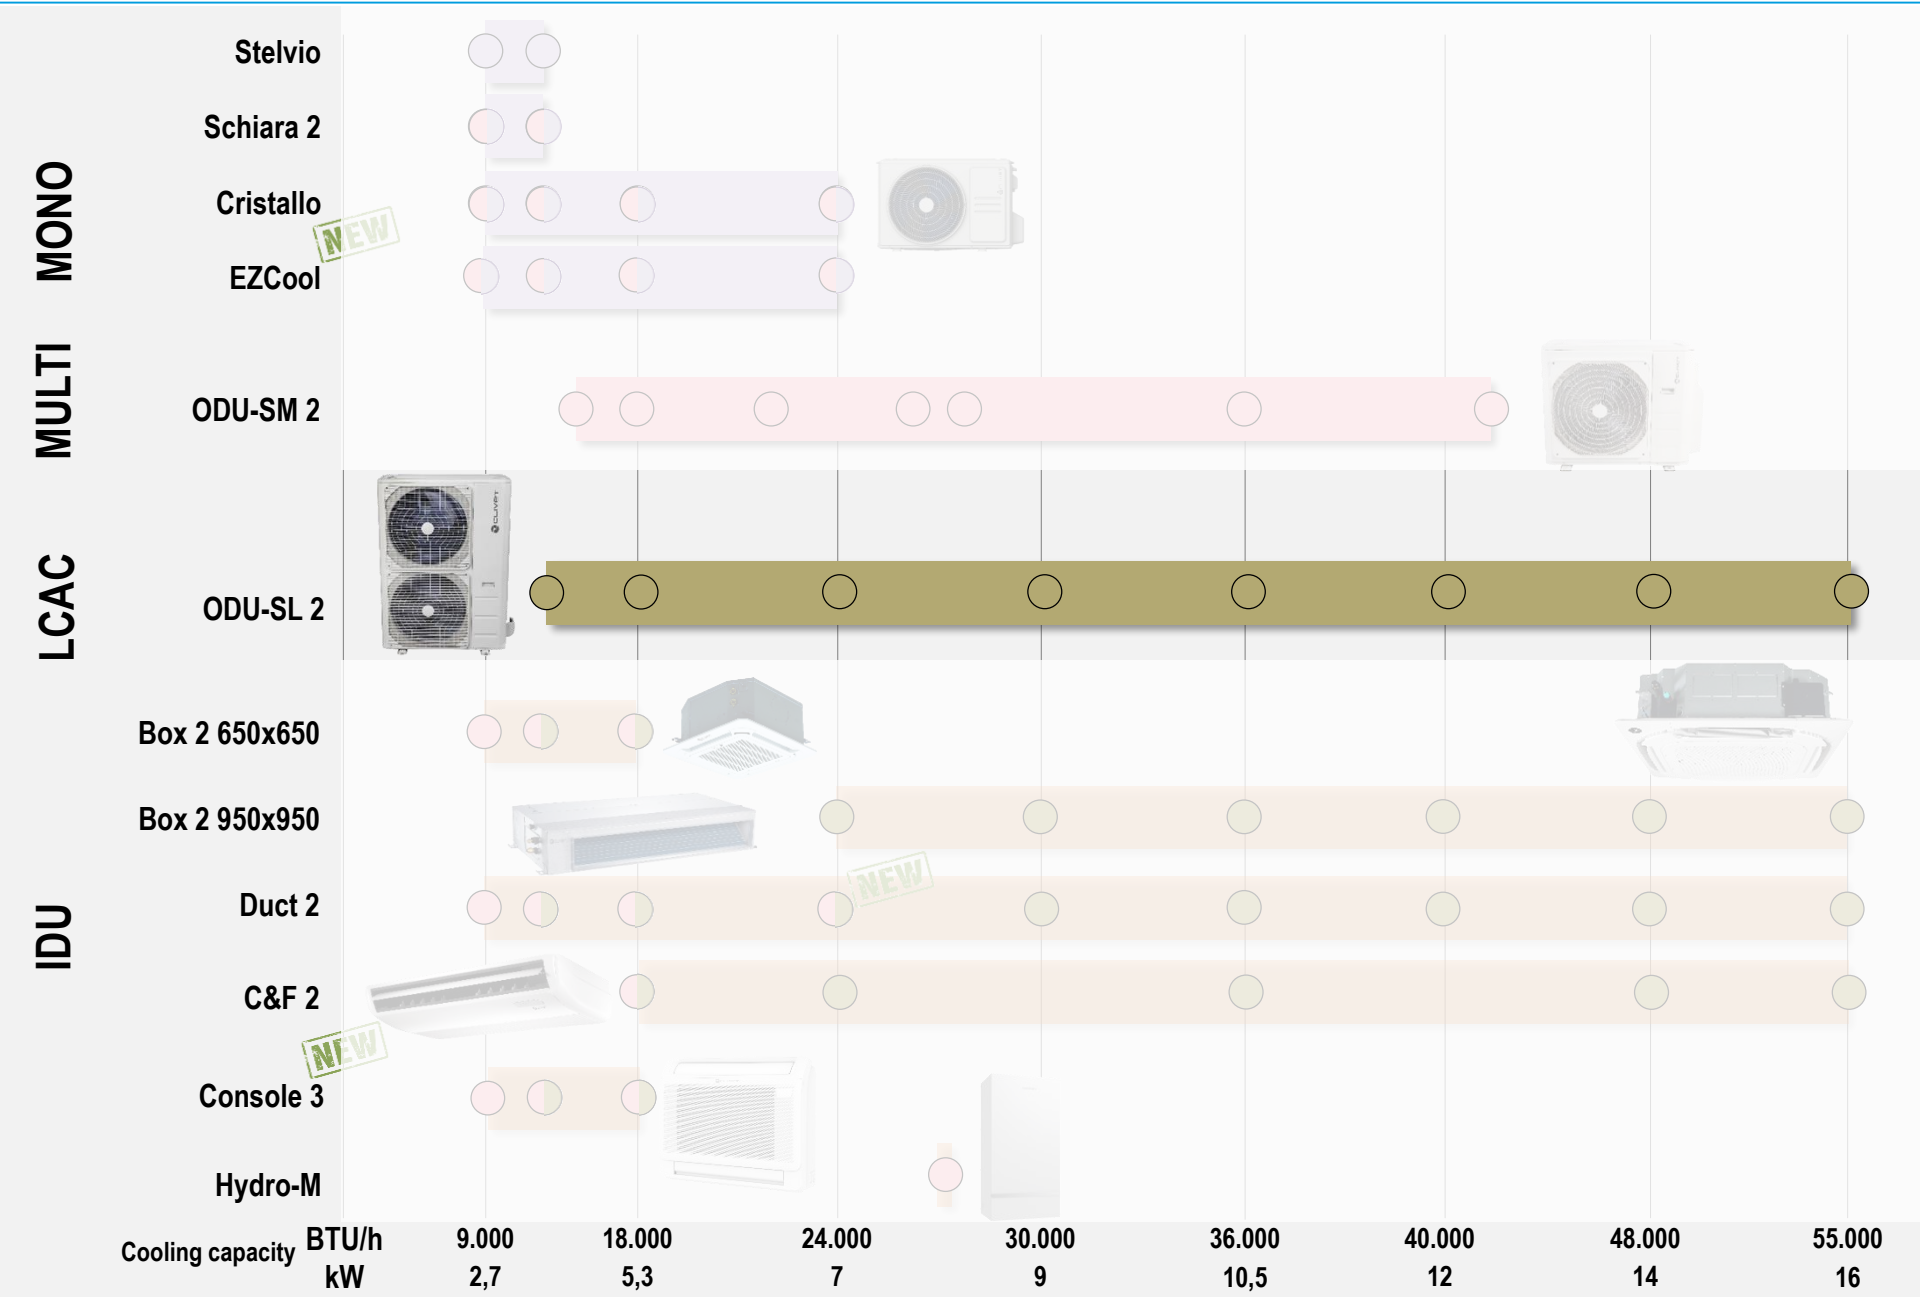 MONO
Stelvio
Schiara 2
Cristallo
NEW
EZCool
MULTI
ODU-SM 2
LCAC
CLIVET
ODU-SL 2
IDU
Box 2 650x650
Box 2 950x950
NEW
Duct 2
C&F 2
NEW
Console 3
Hydro-M
Cooling capacity BTU/h 9.000 18.000 24.000 30.000 36.000 40.000 48.000 55.000
kW 2,7 5,3 7 9 10,5 12 14 16